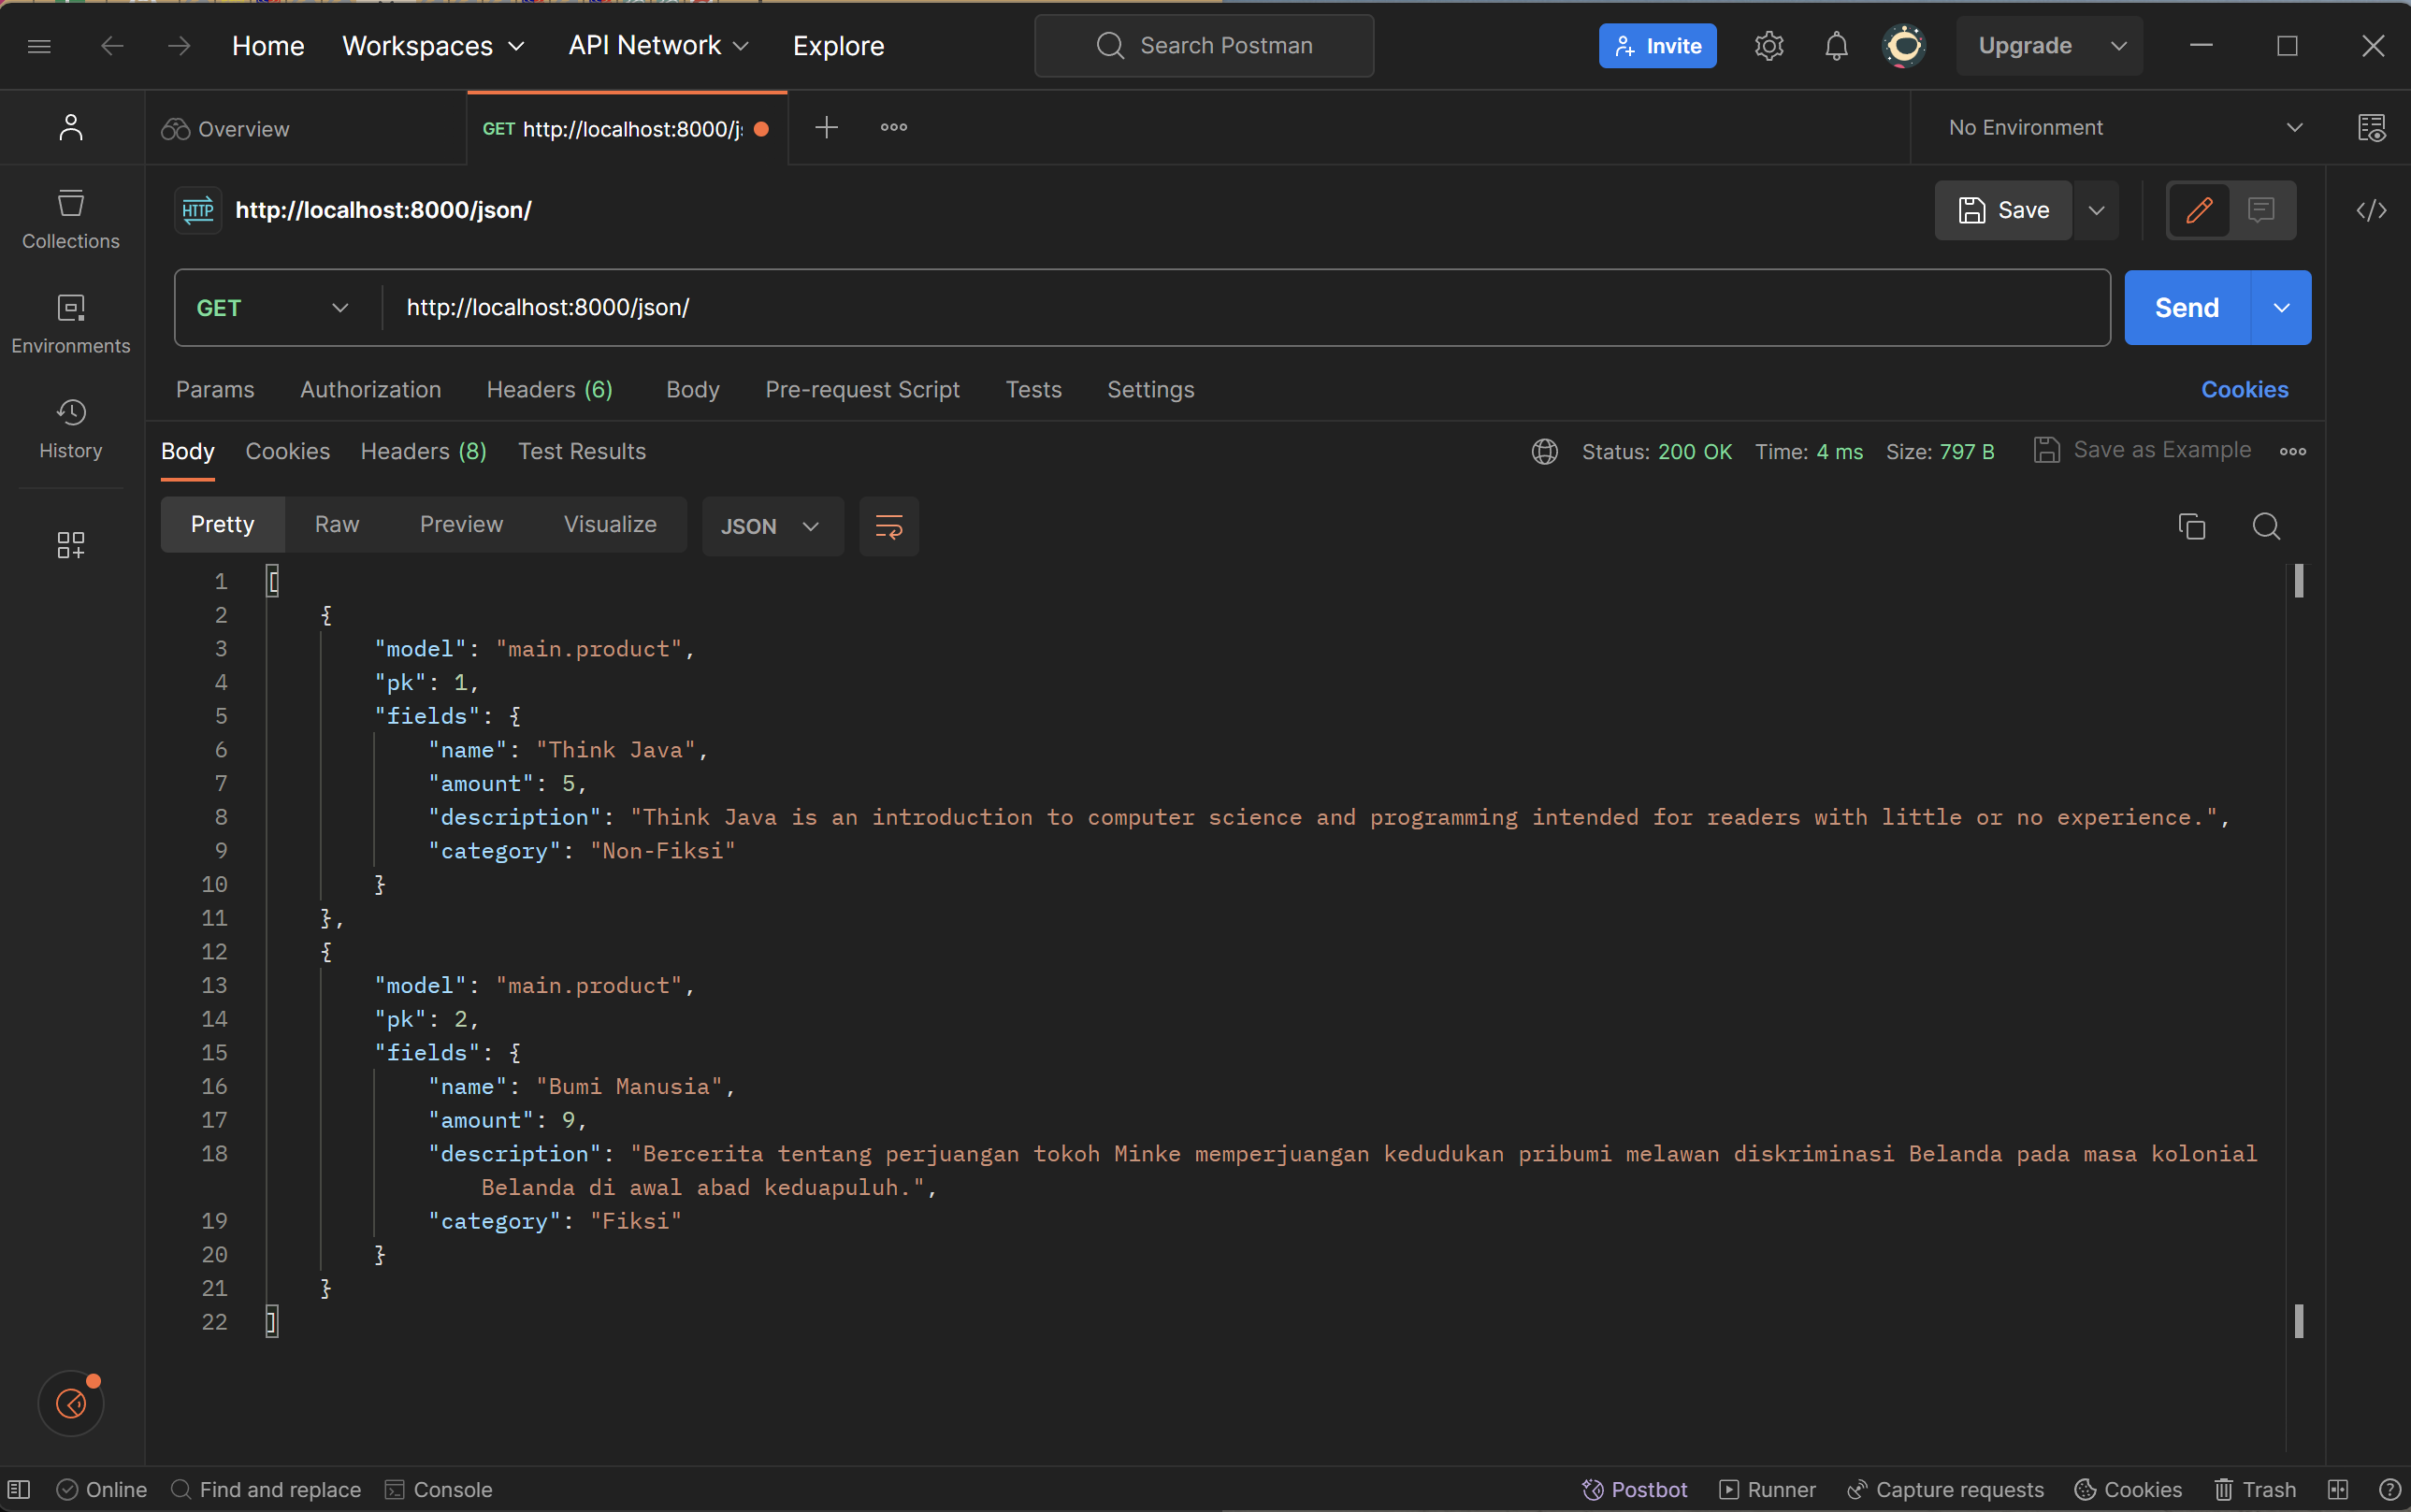 Home Workspaces API Network Explore Search Postman Invite Upgrade
Overview GET http://localhost:8000/j No Environment
HTTP http://localhost:8000/json/ Save
Collections
Environments
History
GET http://localhost:8000/json/ Send
Params Authorization Headers (6) Body Pre-request Script Tests Settings Cookies
Body Cookies Headers (8) Test Results Status: 200 OK Time: 4 ms Size: 797 B Save as Example
Pretty Raw Preview Visualize JSON
1 [
2 {
3 "model": "main.product",
4 "pk": 1,
5 "fields": {
6 "name": "Think Java",
7 "amount": 5,
8 "description": "Think Java is an introduction to computer science and programming intended for readers with little or no experience.",
9 "category": "Non-Fiksi"
10 }
11 },
12 {
13 "model": "main.product",
14 "pk": 2,
15 "fields": {
16 "name": "Bumi Manusia",
17 "amount": 9,
18 "description": "Bercerita tentang perjuangan tokoh Minke memperjuangan kedudukan pribumi melawan diskriminasi Belanda pada masa kolonial
Belanda di awal abad keduapuluh.",
19 "category": "Fiksi"
20 }
21 }
22 ]
Online Find and replace Console Postbot Runner Capture requests Cookies Trash